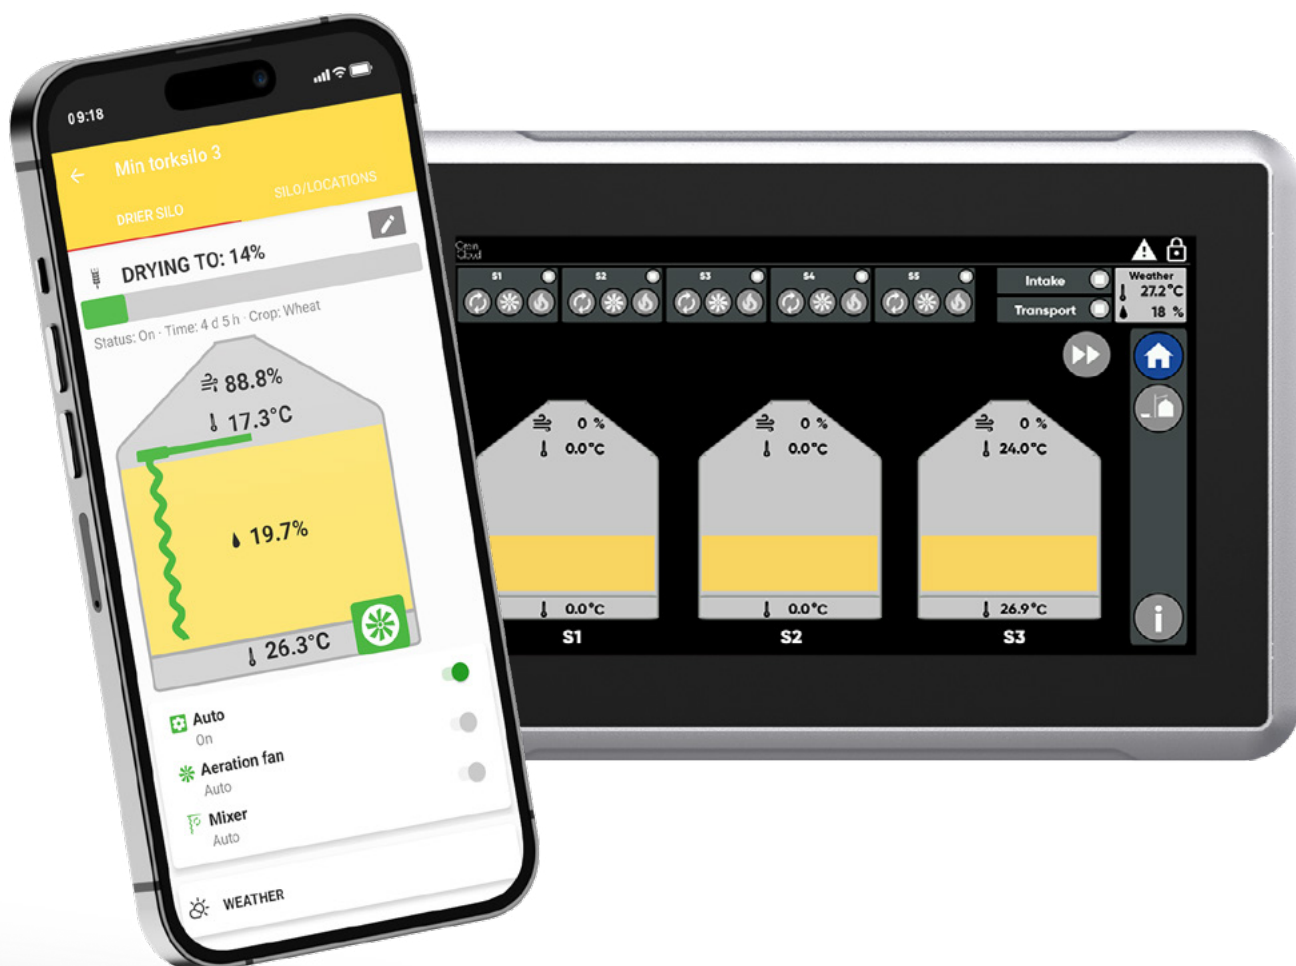 09:18
Min torksilo 3
DRIER SILO
SILO/LOCATIONS
DRYING TO: 14%
Status: On · Time: 4 d 5 h · Crop: Wheat
88.8%
17.3°C
19.7%
26.3°C
Auto
On
Aeration fan
Auto
Mixer
Auto
WEATHER
Grain
Cloud
S1
S2
S3
S4
S5
Intake
Transport
Weather
27.2°C
18 %
0 %
0.0°C
0.0°C
S1
0 %
0.0°C
0.0°C
S2
0 %
24.0°C
26.9°C
S3